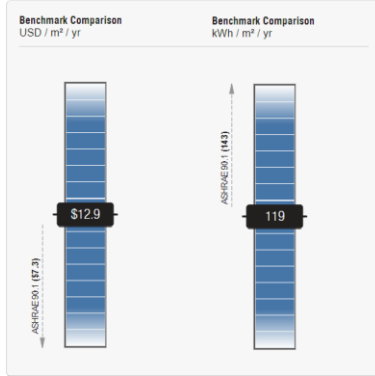 Benchmark Comparison
USD / m² / yr
Benchmark Comparison
kWh / m² / yr
ASHRAE 90.1 (143)
$12.9
119
ASHRAE 90.1 ($7.3)